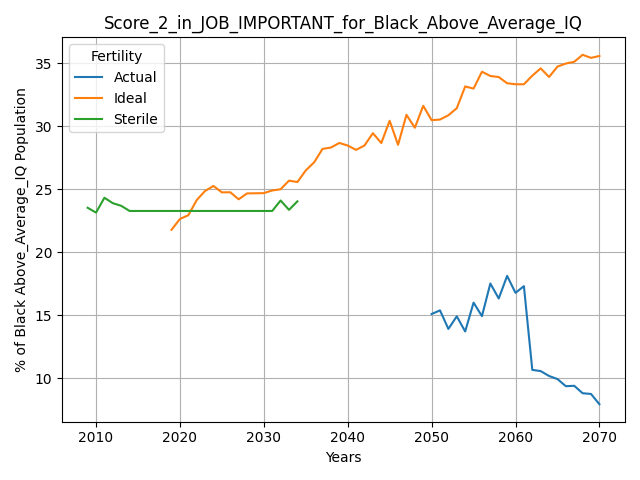 Score_2_in_JOB_IMPORTANT_for_Black_Above_Average_IQ
Fertility
Actual
Ideal
Sterile
% of Black Above_Average_IQ Population
35
30
25
20
15
10
2010 2020 2030 2040 2050 2060 2070
Years